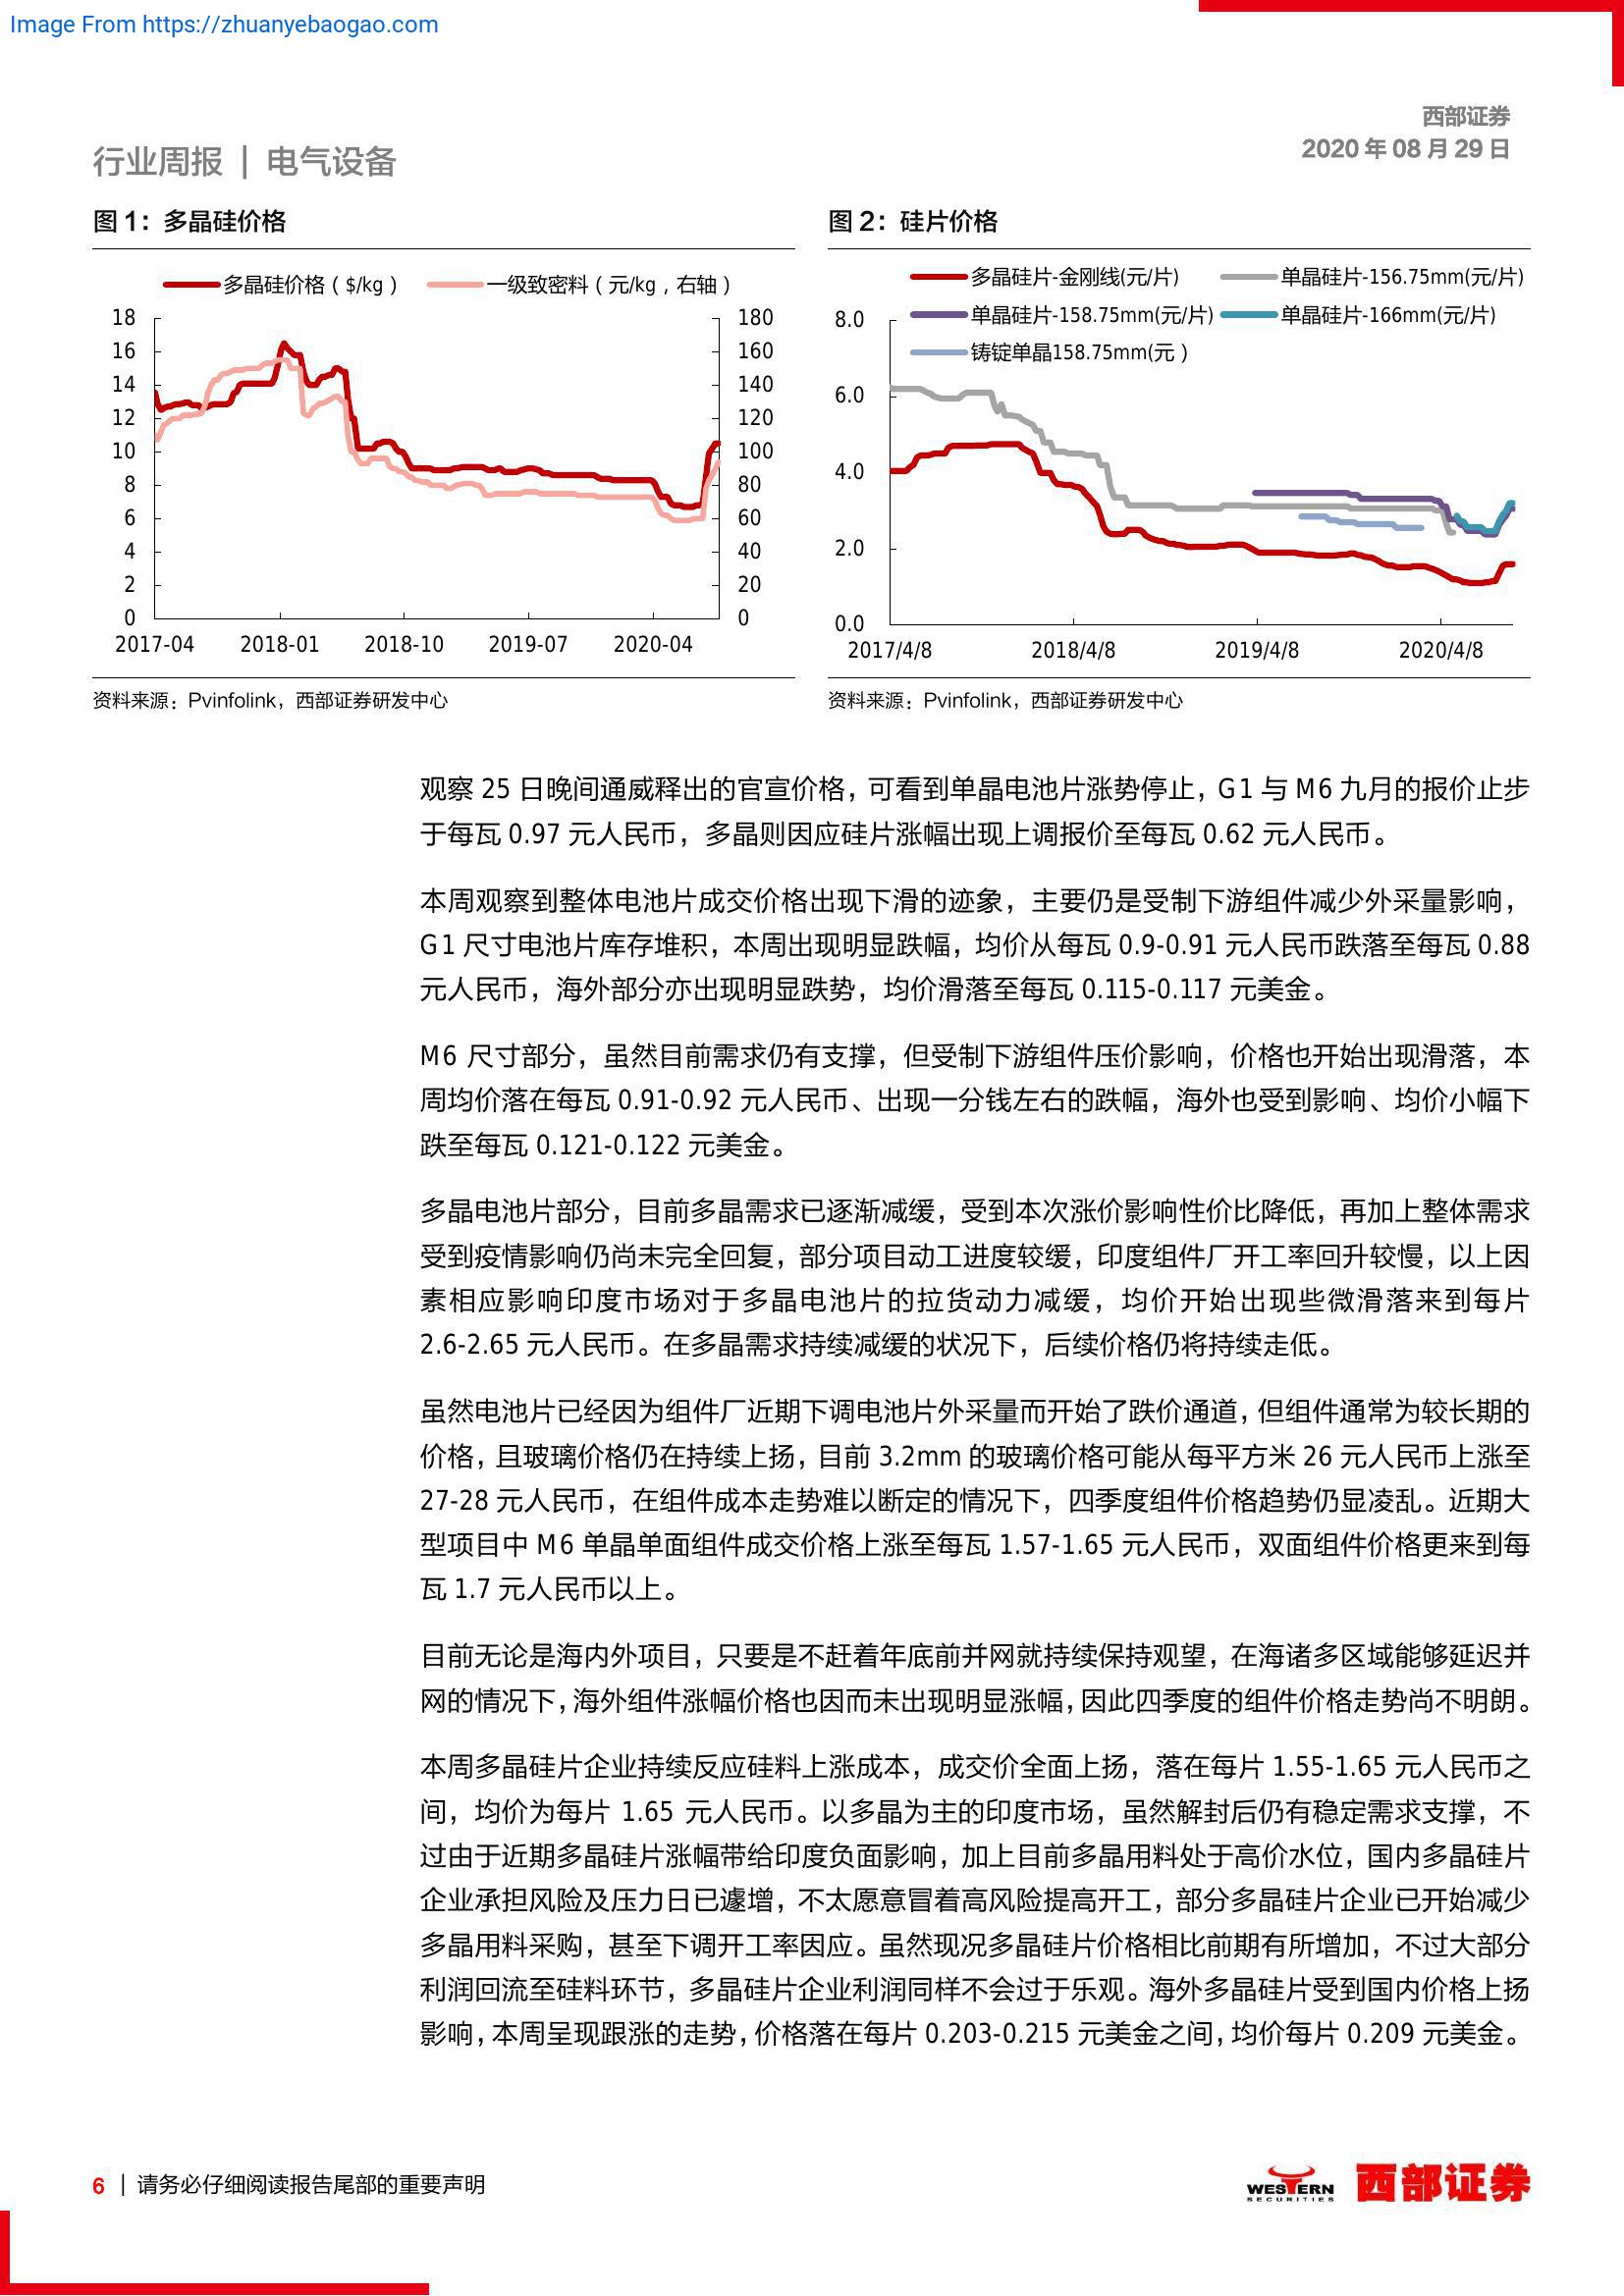 Image From https://zhuanyebaogao.com
西部证券
2020 年 08 月 29 日
行业周报 | 电气设备
图 1：多晶硅价格
多晶硅价格（$/kg）
一级致密料（元/kg，右轴）
18
16
14
12
10
8
6
4
2
0
180
160
140
120
100
80
60
40
20
0
2017-04 2018-01 2018-10 2019-07 2020-04
资料来源：Pvinfolink，西部证券研发中心
图 2：硅片价格
多晶硅片-金刚线(元/片)
单晶硅片-156.75mm(元/片)
单晶硅片-158.75mm(元/片)
单晶硅片-166mm(元/片)
铸锭单晶158.75mm(元）
8.0
6.0
4.0
2.0
0.0
2017/4/8 2018/4/8 2019/4/8 2020/4/8
资料来源：Pvinfolink，西部证券研发中心
观察 25 日晚间通威释出的官宣价格，可看到单晶电池片涨势停止，G1 与 M6 九月的报价止步
于每瓦 0.97 元人民币，多晶则因应硅片涨幅出现上调报价至每瓦 0.62 元人民币。
本周观察到整体电池片成交价格出现下滑的迹象，主要仍是受制下游组件减少外采量影响，
G1 尺寸电池片库存堆积，本周出现明显跌幅，均价从每瓦 0.9-0.91 元人民币跌落至每瓦 0.88
元人民币，海外部分亦出现明显跌势，均价滑落至每瓦 0.115-0.117 元美金。
M6 尺寸部分，虽然目前需求仍有支撑，但受制下游组件压价影响，价格也开始出现滑落，本
周均价落在每瓦 0.91-0.92 元人民币、出现一分钱左右的跌幅，海外也受到影响、均价小幅下
跌至每瓦 0.121-0.122 元美金。
多晶电池片部分，目前多晶需求已逐渐减缓，受到本次涨价影响性价比降低，再加上整体需求
受到疫情影响仍尚未完全回复，部分项目动工进度较缓，印度组件厂开工率回升较慢，以上因
素相应影响印度市场对于多晶电池片的拉货动力减缓，均价开始出现些微滑落来到每片
2.6-2.65 元人民币。在多晶需求持续减缓的状况下，后续价格仍将持续走低。
虽然电池片已经因为组件厂近期下调电池片外采量而开始了跌价通道，但组件通常为较长期的
价格，且玻璃价格仍在持续上扬，目前 3.2mm 的玻璃价格可能从每平方米 26 元人民币上涨至
27-28 元人民币，在组件成本走势难以断定的情况下，四季度组件价格趋势仍显凌乱。近期大
型项目中 M6 单晶单面组件成交价格上涨至每瓦 1.57-1.65 元人民币，双面组件价格更来到每
瓦 1.7 元人民币以上。
目前无论是海内外项目，只要是不赶着年底前并网就持续保持观望，在海诸多区域能够延迟并
网的情况下，海外组件涨幅价格也因而未出现明显涨幅，因此四季度的组件价格走势尚不明朗。
本周多晶硅片企业持续反应硅料上涨成本，成交价全面上扬，落在每片 1.55-1.65 元人民币之
间，均价为每片 1.65 元人民币。以多晶为主的印度市场，虽然解封后仍有稳定需求支撑，不
过由于近期多晶硅片涨幅带给印度负面影响，加上目前多晶用料处于高价水位，国内多晶硅片
企业承担风险及压力日已遽增，不太愿意冒着高风险提高开工，部分多晶硅片企业已开始减少
多晶用料采购，甚至下调开工率因应。虽然现况多晶硅片价格相比前期有所增加，不过大部分
利润回流至硅料环节，多晶硅片企业利润同样不会过于乐观。海外多晶硅片受到国内价格上扬
影响，本周呈现跟涨的走势，价格落在每片 0.203-0.215 元美金之间，均价每片 0.209 元美金。
6 | 请务必仔细阅读报告尾部的重要声明
WESTERN
SECURITIES
西部证券